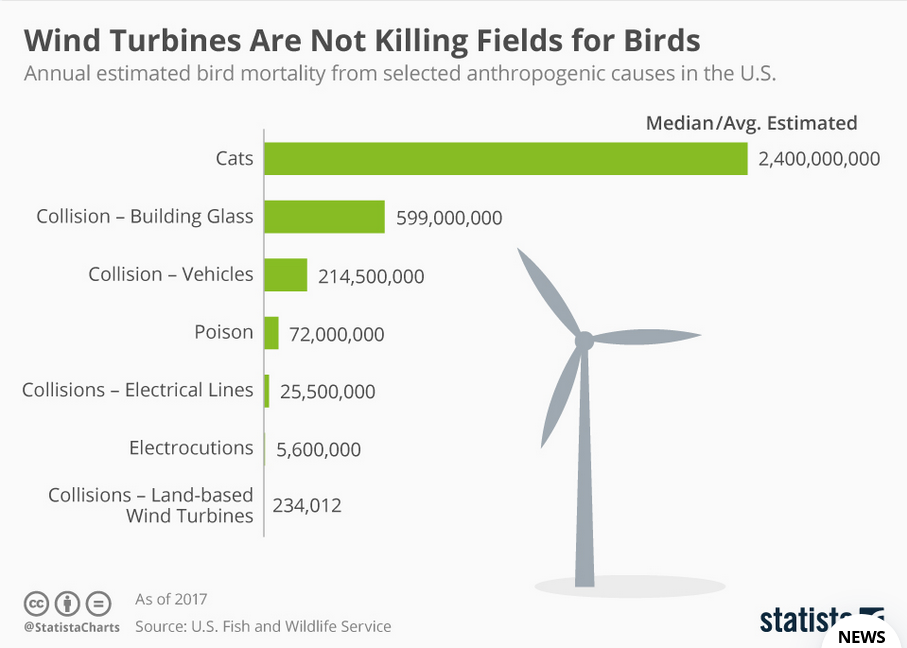 Wind Turbines Are Not Killing Fields for Birds
Annual estimated bird mortality from selected anthropogenic causes in the U.S.
Median/Avg. Estimated
Cats 2,400,000,000
Collision – Building Glass 599,000,000
Collision – Vehicles 214,500,000
Poison 72,000,000
Collisions – Electrical Lines 25,500,000
Electrocutions 5,600,000
Collisions – Land-based
Wind Turbines 234,012
cc
As of 2017
@StatistaCharts Source: U.S. Fish and Wildlife Service
NEWS